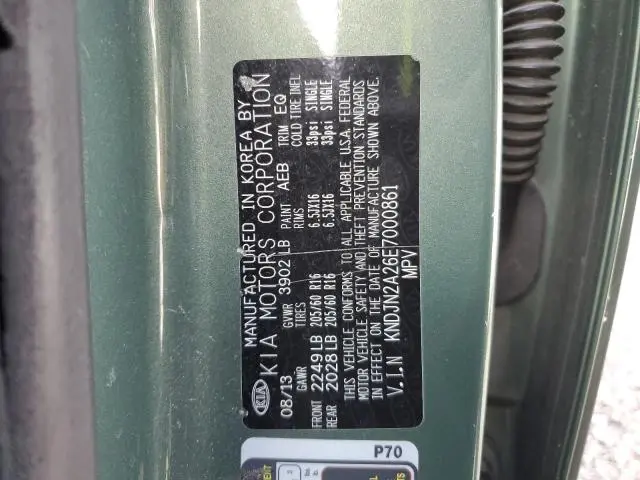 MANUFACTURED IN KOREA BY
KIA KIA MOTORS CORPORATION
08/13 GVWR 3902 LB PAINT AEB TRIM EQ
GAWR TIRES RIMS COLD TIRE INFL
FRONT 2249 LB 205/60 R16 6.5JX16 33psi SINGLE
REAR 2028 LB 205/60 R16 6.5JX16 33psi SINGLE
THIS VEHICLE CONFORMS TO ALL APPLICABLE U.S.A. FEDERAL
MOTOR VEHICLE SAFETY AND THEFT PREVENTION STANDARDS
IN EFFECT ON THE DATE OF MANUFACTURE SHOWN ABOVE.
V.I.N KNDJN2A26E7000861
MPV
P70